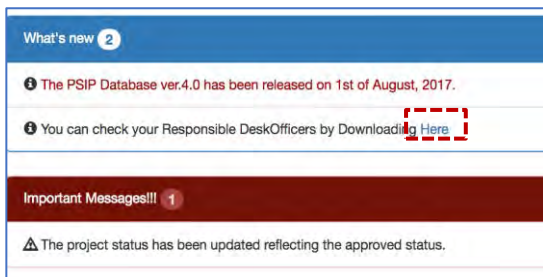 What's new 2
The PSIP Database ver.4.0 has been released on 1st of August, 2017.
You can check your Responsible DeskOfficers by Downloading Here
Important Messages!!! 1
The project status has been updated reflecting the approved status.